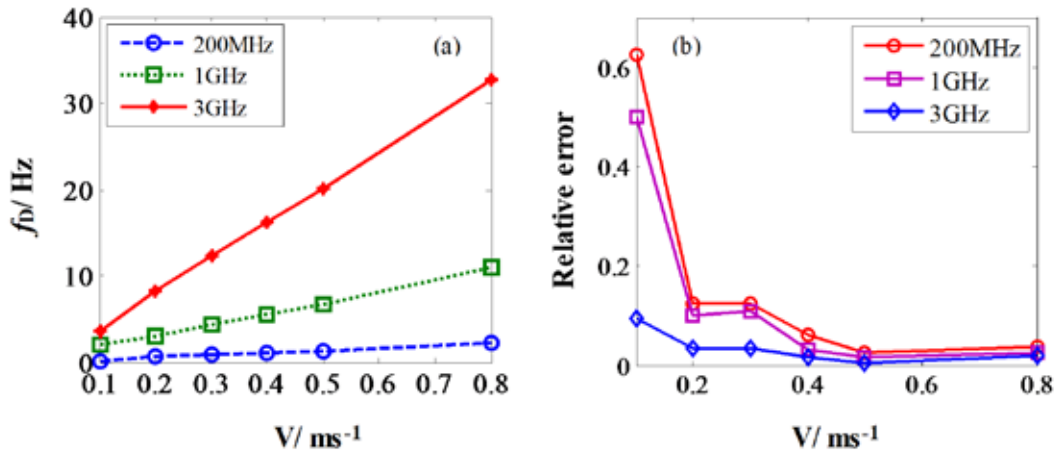 40
30
20
10
0
f_D/ Hz
200MHz
1GHz
3GHz
(a)
0.1 0.2 0.3 0.4 0.5 0.6 0.7 0.8
V/ ms⁻¹
0.6
0.4
0.2
0
Relative error
(b)
200MHz
1GHz
3GHz
0.2 0.4 0.6 0.8
V/ ms⁻¹